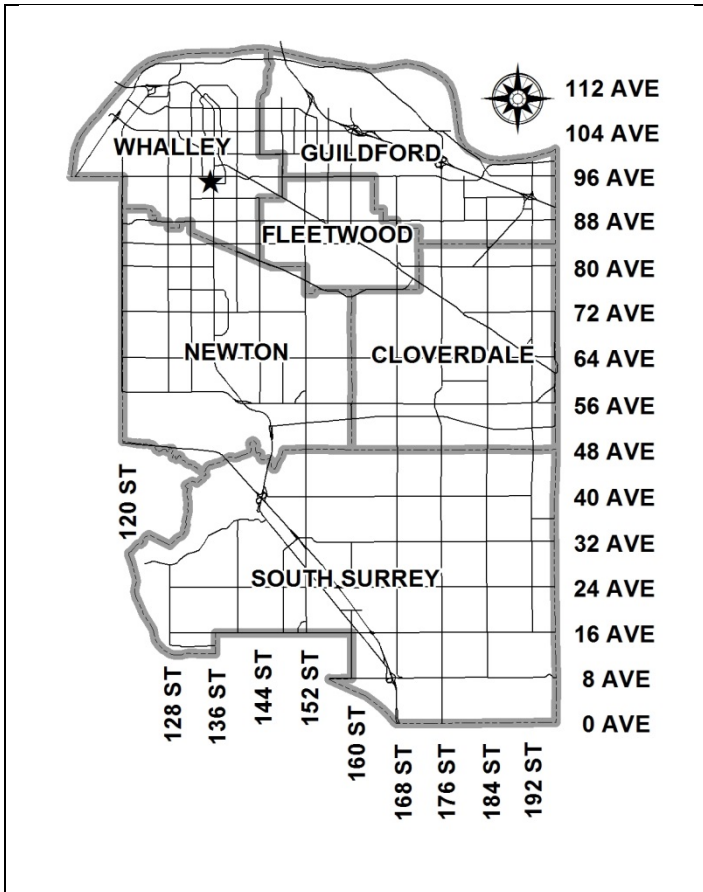 112 AVE
104 AVE
WHALLEY
GUILDFORD
96 AVE
88 AVE
FLEETWOOD
80 AVE
72 AVE
NEWTON
CLOVERDALE
64 AVE
56 AVE
48 AVE
40 AVE
120 ST
32 AVE
SOUTH SURREY
24 AVE
16 AVE
8 AVE
0 AVE
128 ST
136 ST
144 ST
152 ST
160 ST
168 ST
176 ST
184 ST
192 ST